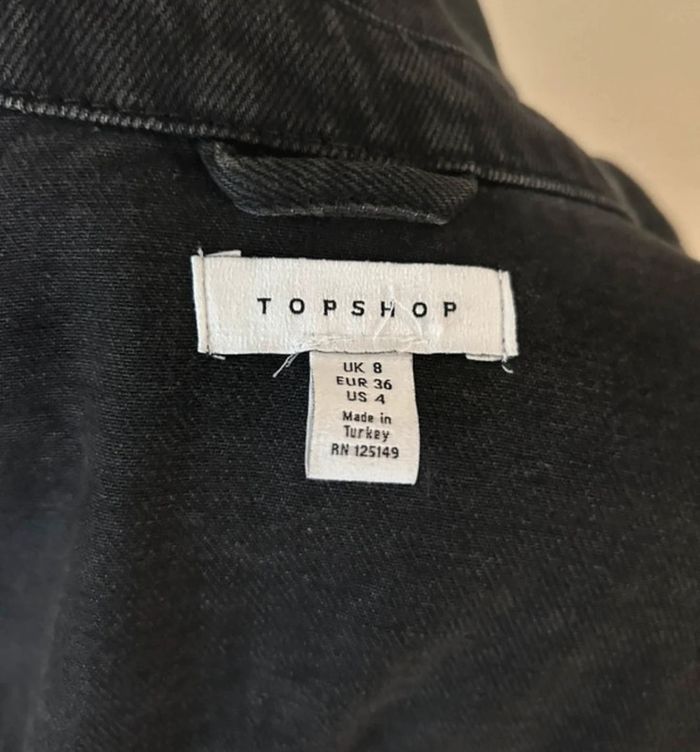 TOPSHOP
UK 8
EUR 36
US 4
Made in
Turkey
RN 125149